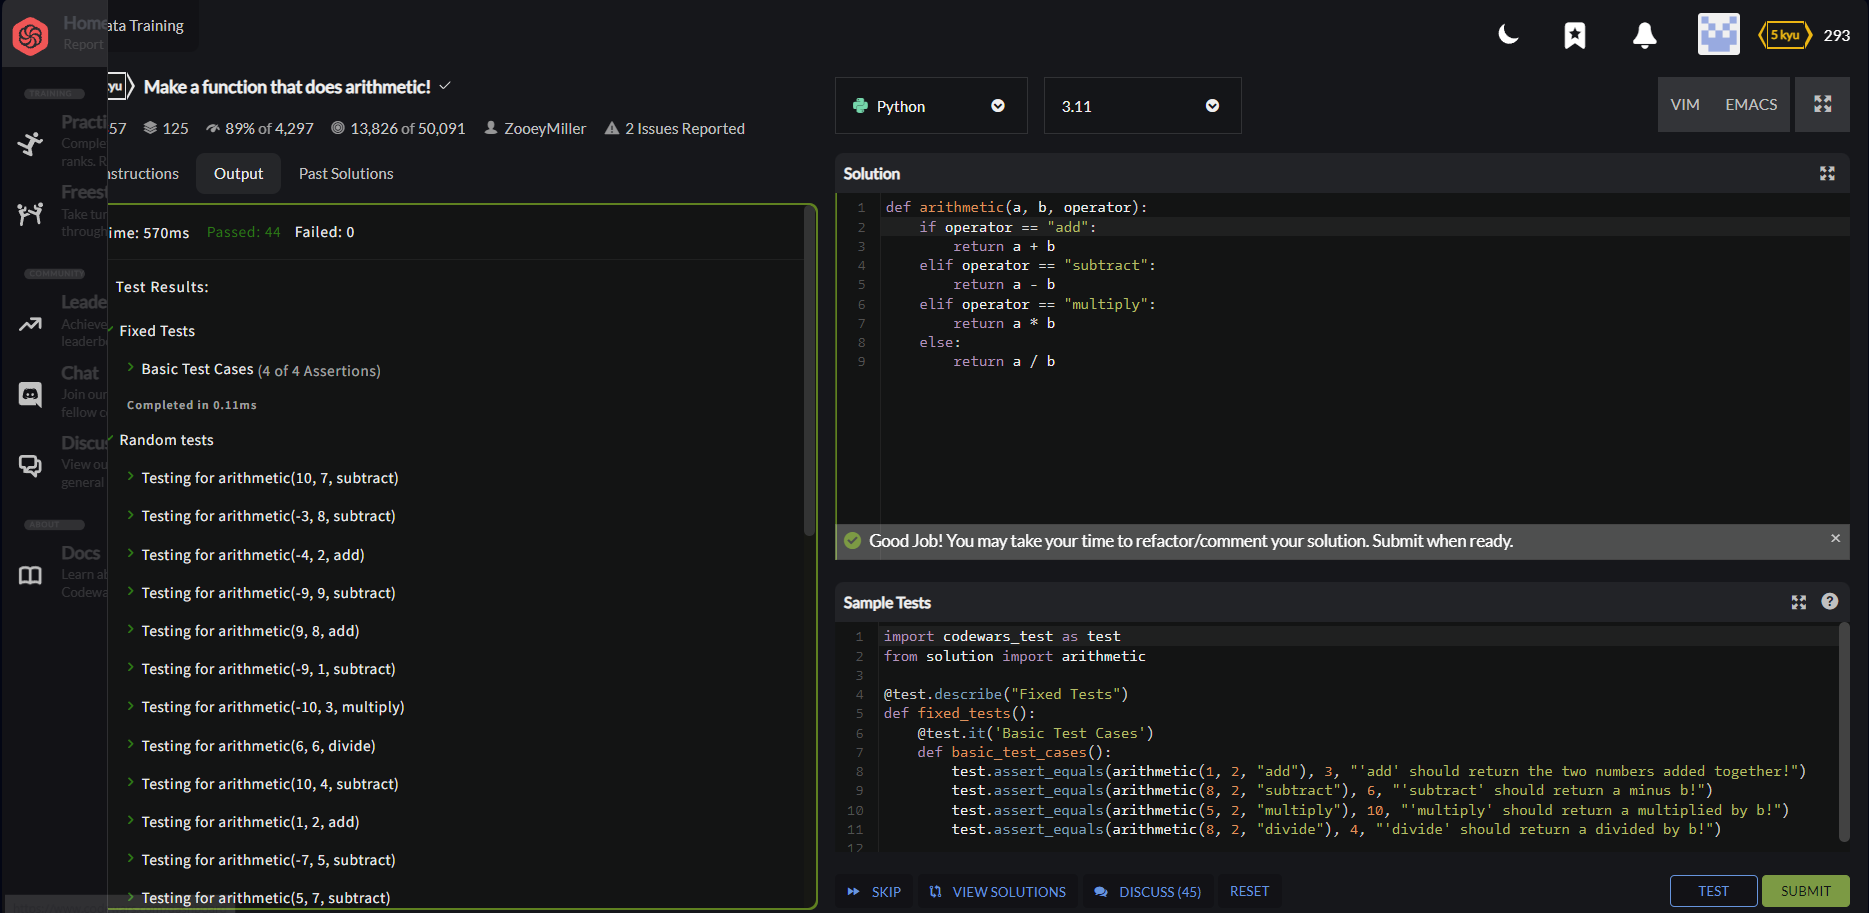 Home
Report
ata Training
5 kyu
293
TRAINING
Practi
Comple
ranks. R
Freest
Take tur
through
COMMUNITY
Leade
Achieve
leaderb
Chat
Join our
fellow c
Discus
View ou
general
ABOUT
Docs
Learn ab
Codewa
yu
Make a function that does arithmetic!
57 125 89% of 4,297 13,826 of 50,091 ZooeyMiller 2 Issues Reported
nstructions Output Past Solutions
ime: 570ms Passed: 44 Failed: 0
Test Results:
Fixed Tests
Basic Test Cases (4 of 4 Assertions)
Completed in 0.11ms
Random tests
Testing for arithmetic(10, 7, subtract)
Testing for arithmetic(-3, 8, subtract)
Testing for arithmetic(-4, 2, add)
Testing for arithmetic(-9, 9, subtract)
Testing for arithmetic(9, 8, add)
Testing for arithmetic(-9, 1, subtract)
Testing for arithmetic(-10, 3, multiply)
Testing for arithmetic(6, 6, divide)
Testing for arithmetic(10, 4, subtract)
Testing for arithmetic(1, 2, add)
Testing for arithmetic(-7, 5, subtract)
Testing for arithmetic(5, 7, subtract)
Python 3.11 VIM EMACS
Solution
1 def arithmetic(a, b, operator):
2 if operator == "add":
3 return a + b
4 elif operator == "subtract":
5 return a - b
6 elif operator == "multiply":
7 return a * b
8 else:
9 return a / b
Good Job! You may take your time to refactor/comment your solution. Submit when ready.
Sample Tests
1 import codewars_test as test
2 from solution import arithmetic
3
4 @test.describe("Fixed Tests")
5 def fixed_tests():
6 @test.it('Basic Test Cases')
7 def basic_test_cases():
8 test.assert_equals(arithmetic(1, 2, "add"), 3, "'add' should return the two numbers added together!")
9 test.assert_equals(arithmetic(8, 2, "subtract"), 6, "'subtract' should return a minus b!")
10 test.assert_equals(arithmetic(5, 2, "multiply"), 10, "'multiply' should return a multiplied by b!")
11 test.assert_equals(arithmetic(8, 2, "divide"), 4, "'divide' should return a divided by b!")
12
SKIP VIEW SOLUTIONS DISCUSS (45) RESET TEST SUBMIT